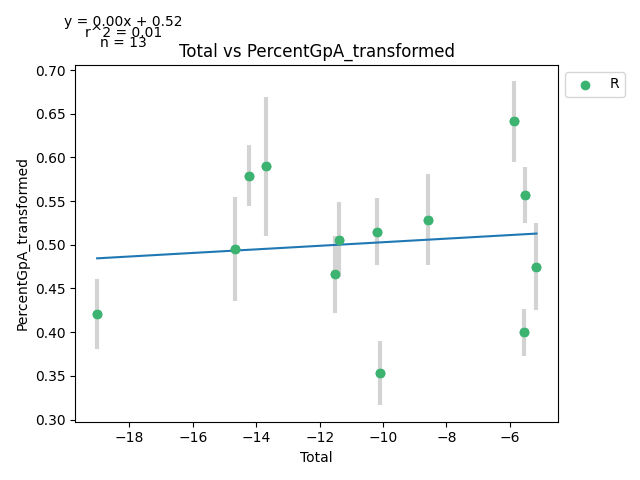 y = 0.00x + 0.52
r^2 = 0.01
n = 13
Total vs PercentGpA_transformed
R
PercentGpA_transformed
0.70
0.65
0.60
0.55
0.50
0.45
0.40
0.35
0.30
−18
−16
−14
−12
−10
−8
−6
Total